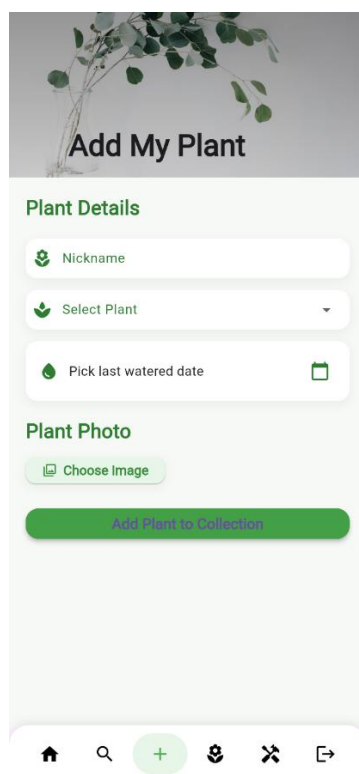 Add My Plant
Plant Details
Nickname
Select Plant
Pick last watered date
Plant Photo
Choose Image
Add Plant to Collection